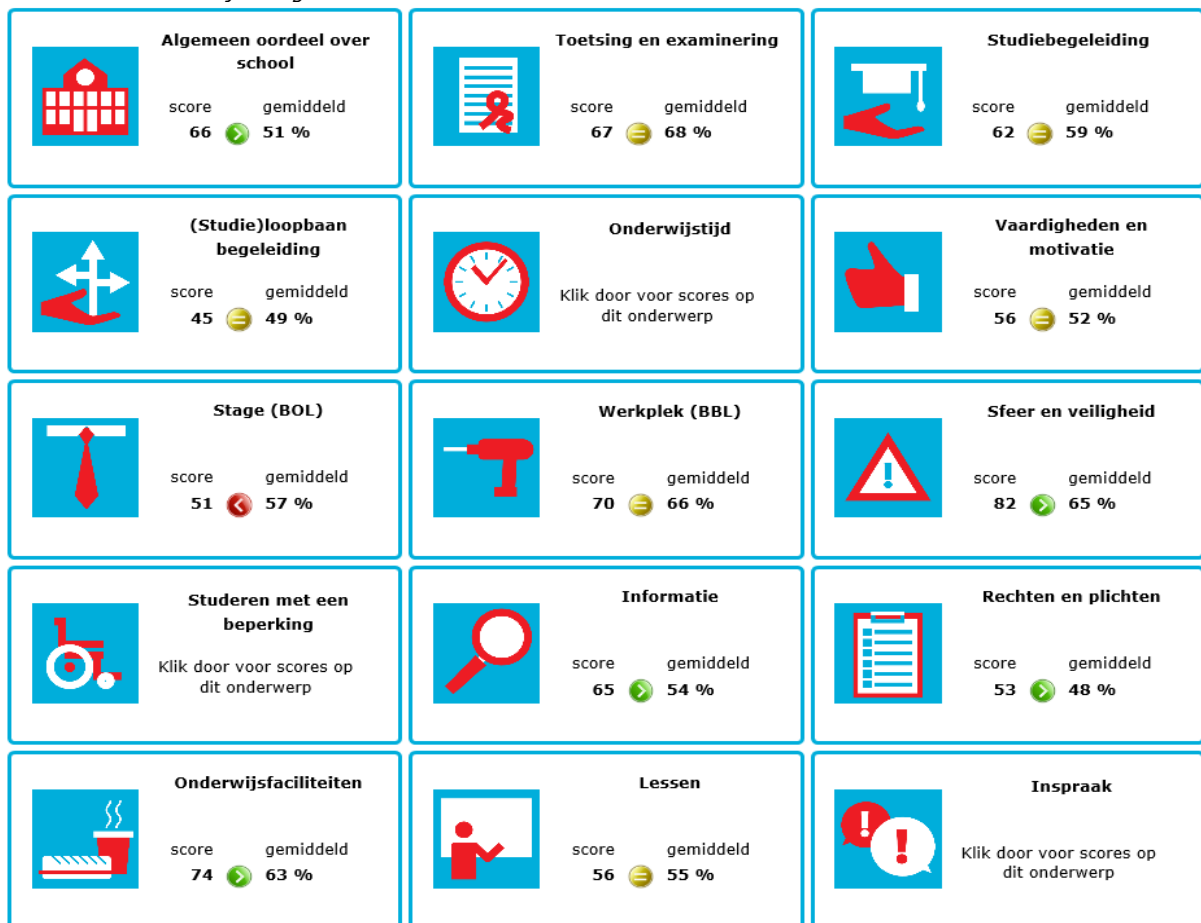 Algemeen oordeel over
school
score gemiddeld
66 51 %
Toetsing en examinering
score gemiddeld
67 = 68 %
Studiebegeleiding
score gemiddeld
62 = 59 %
(Studie)loopbaan
begeleiding
score gemiddeld
45 = 49 %
Onderwijstijd
Klik door voor scores op
dit onderwerp
Vaardigheden en
motivatie
score gemiddeld
56 = 52 %
Stage (BOL)
score gemiddeld
51 57 %
Werkplek (BBL)
score gemiddeld
70 = 66 %
Sfeer en veiligheid
score gemiddeld
82 65 %
Studeren met een
beperking
Klik door voor scores op
dit onderwerp
Informatie
score gemiddeld
65 54 %
Rechten en plichten
score gemiddeld
53 48 %
Onderwijsfaciliteiten
score gemiddeld
74 63 %
Lessen
score gemiddeld
56 = 55 %
Inspraak
Klik door voor scores op
dit onderwerp